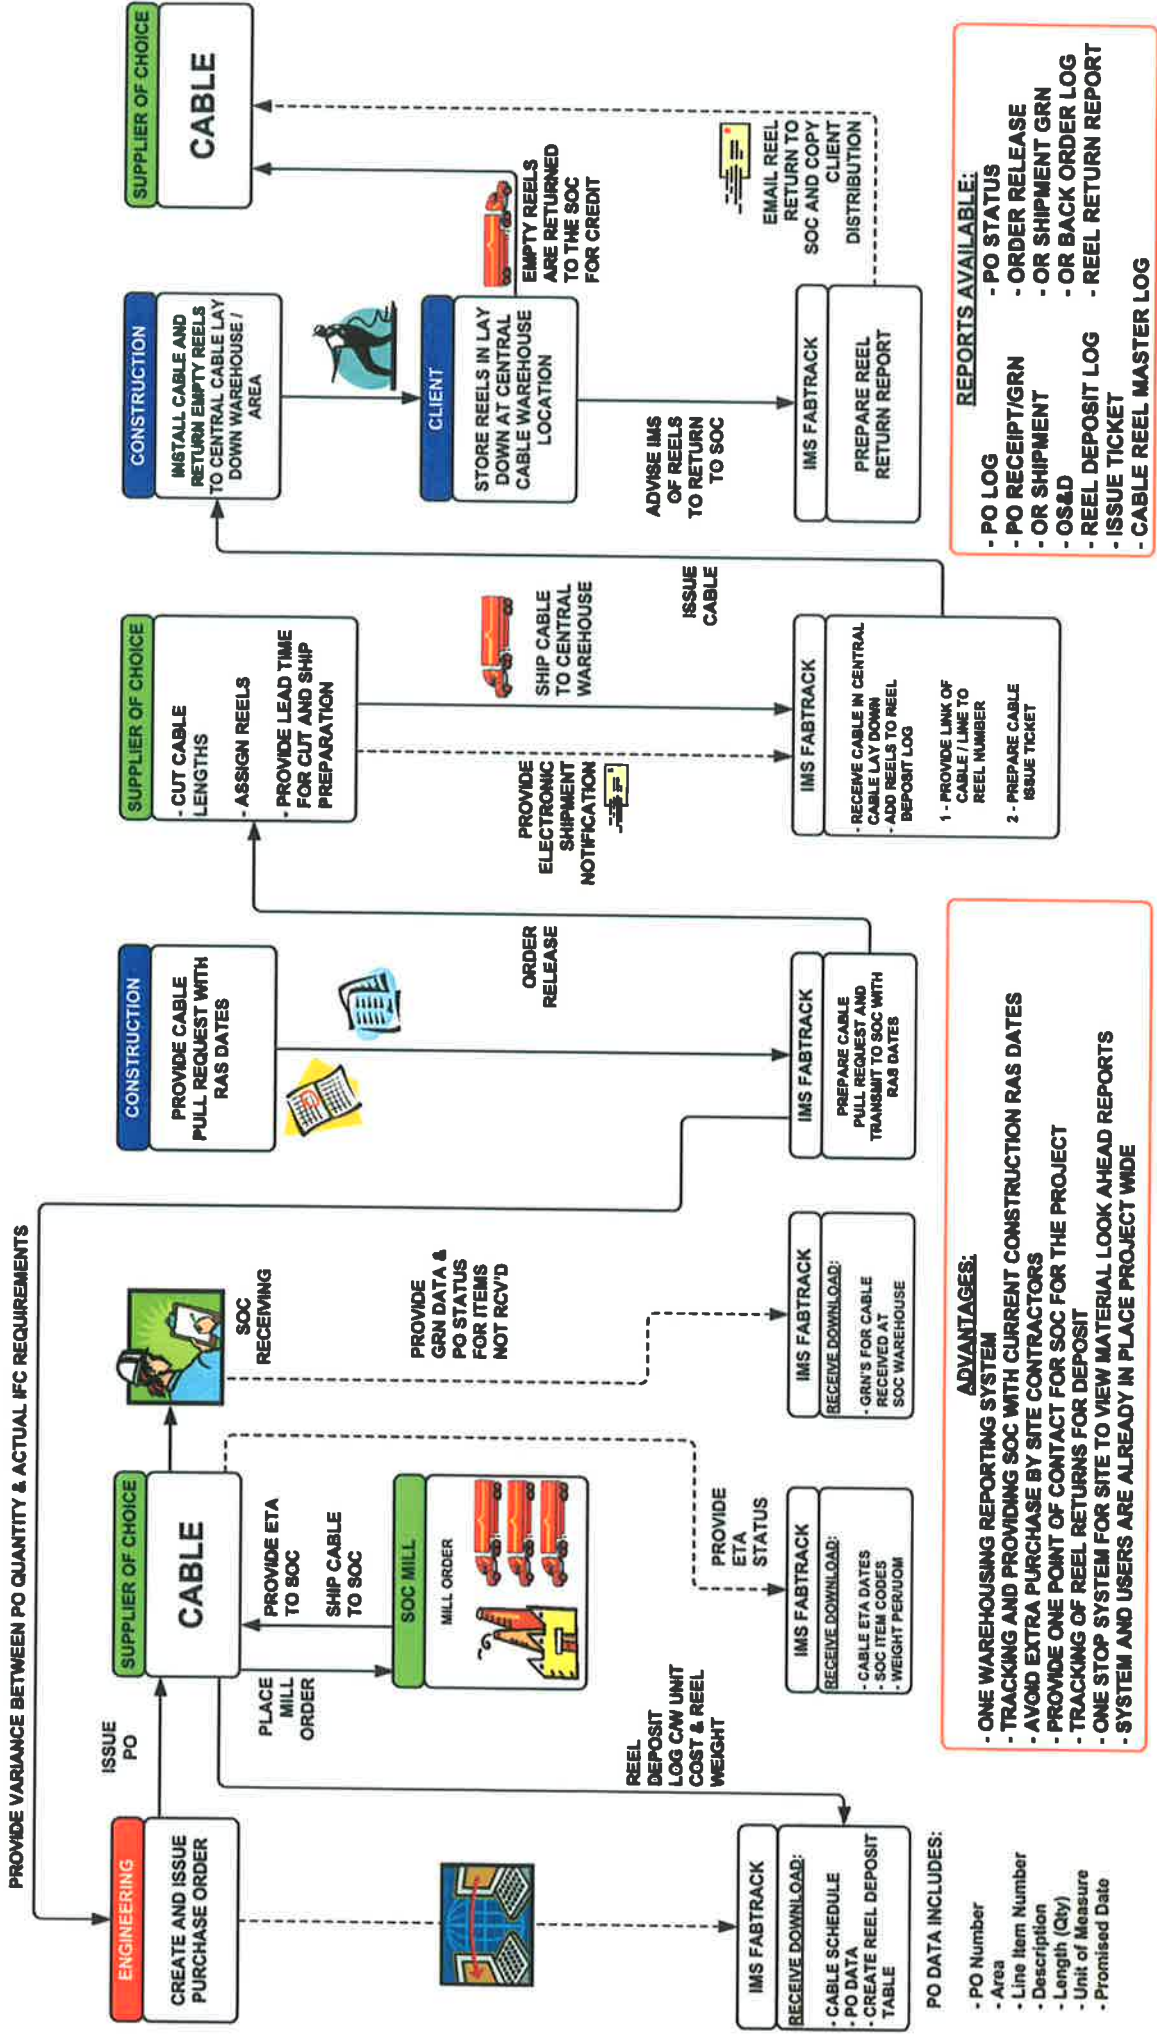 PROVIDE VARIANCE BETWEEN PO QUANTITY & ACTUAL IFC REQUIREMENTS
ENGINEERING
CREATE AND ISSUE
PURCHASE ORDER
ISSUE
PO
SUPPLIER OF CHOICE
CABLE
PLACE
MILL
ORDER
PROVIDE ETA
TO SOC
SHIP CABLE
TO SOC
SOC MILL
MILL ORDER
SOC
RECEIVING
PROVIDE
GRN DATA &
PO STATUS
FOR ITEMS
NOT RCV'D
REEL
DEPOSIT
LOG C/W UNIT
COST & REEL
WEIGHT
PROVIDE
ETA
STATUS
IMS FABTRACK
RECEIVE DOWNLOAD:
- CABLE SCHEDULE
- PO DATA
- CREATE REEL DEPOSIT
TABLE
PO DATA INCLUDES:
- PO Number
- Area
- Line Item Number
- Description
- Length (Qty)
- Unit of Measure
- Promised Date
IMS FABTRACK
RECEIVE DOWNLOAD:
- CABLE ETA DATES
- SOC ITEM CODES
- WEIGHT PER/UOM
IMS FABTRACK
RECEIVE DOWNLOAD:
- GRN'S FOR CABLE
RECEIVED AT
SOC WAREHOUSE
CONSTRUCTION
PROVIDE CABLE
PULL REQUEST WITH
RAS DATES
IMS FABTRACK
PREPARE CABLE
PULL REQUEST AND
TRANSMIT TO SOC WITH
RAS DATES
ORDER
RELEASE
SUPPLIER OF CHOICE
- CUT CABLE
LENGTHS
- ASSIGN REELS
- PROVIDE LEAD TIME
FOR CUT AND SHIP
PREPARATION
PROVIDE
ELECTRONIC
SHIPMENT
NOTIFICATION
SHIP CABLE
TO CENTRAL
WAREHOUSE
IMS FABTRACK
- RECEIVE CABLE IN CENTRAL
CABLE LAY DOWN
- ADD REELS TO REEL
DEPOSIT LOG
1 - PROVIDE LINK OF
CABLE / LINE TO
REEL NUMBER
2 - PREPARE CABLE
ISSUE TICKET
ISSUE
CABLE
CONSTRUCTION
INSTALL CABLE AND
RETURN EMPTY REELS
TO CENTRAL CABLE LAY
DOWN WAREHOUSE /
AREA
CLIENT
STORE REELS IN LAY
DOWN AT CENTRAL
CABLE WAREHOUSE
LOCATION
ADVISE IMS
OF REELS
TO RETURN
TO SOC
IMS FABTRACK
PREPARE REEL
RETURN REPORT
EMPTY REELS
ARE RETURNED
TO THE SOC
FOR CREDIT
EMAIL REEL
RETURN TO
SOC AND COPY
CLIENT
DISTRIBUTION
SUPPLIER OF CHOICE
CABLE
ADVANTAGES:
- ONE WAREHOUSING REPORTING SYSTEM
- TRACKING AND PROVIDING SOC WITH CURRENT CONSTRUCTION RAS DATES
- AVOID EXTRA PURCHASE BY SITE CONTRACTORS
- PROVIDE ONE POINT OF CONTACT FOR SOC FOR THE PROJECT
- TRACKING OF REEL RETURNS FOR DEPOSIT
- ONE STOP SYSTEM FOR SITE TO VIEW MATERIAL LOOK AHEAD REPORTS
- SYSTEM AND USERS ARE ALREADY IN PLACE PROJECT WIDE
REPORTS AVAILABLE:
- PO LOG - PO STATUS
- PO RECEIPT/GRN - ORDER RELEASE
- OR SHIPMENT - OR SHIPMENT GRN
- OS&D - OR BACK ORDER LOG
- REEL DEPOSIT LOG - REEL RETURN REPORT
- ISSUE TICKET
- CABLE REEL MASTER LOG